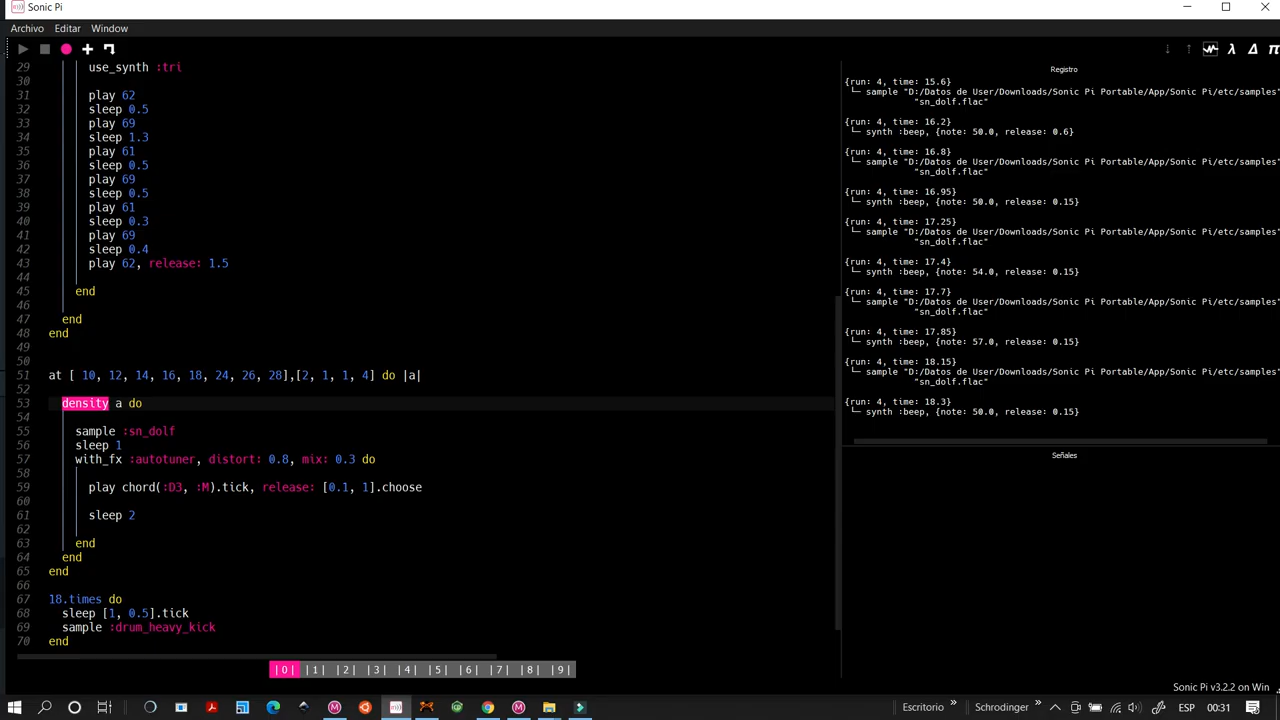 Sonic Pi
Archivo Editar Window
29 use_synth :tri
30
31 play 62
32 sleep 0.5
33 play 69
34 sleep 1.3
35 play 61
36 sleep 0.5
37 play 69
38 sleep 0.5
39 play 61
40 sleep 0.3
41 play 69
42 sleep 0.4
43 play 62, release: 1.5
44
45 end
46
47 end
48 end
49
50
51 at [ 10, 12, 14, 16, 18, 24, 26, 28],[2, 1, 1, 4] do |a|
52
53 density a do
54
55 sample :sn_dolf
56 sleep 1
57 with_fx :autotuner, distort: 0.8, mix: 0.3 do
58
59 play chord(:D3, :M).tick, release: [0.1, 1].choose
60
61 sleep 2
62
63 end
64 end
65 end
66
67 18.times do
68 sleep [1, 0.5].tick
69 sample :drum_heavy_kick
70 end
|0| |1| |2| |3| |4| |5| |6| |7| |8| |9|
Registro
{run: 4, time: 15.6}
└─ sample "D:/Datos de User/Downloads/Sonic Pi Portable/App/Sonic Pi/etc/samples"
"sn_dolf.flac"
{run: 4, time: 16.2}
└─ synth :beep, {note: 50.0, release: 0.6}
{run: 4, time: 16.8}
└─ sample "D:/Datos de User/Downloads/Sonic Pi Portable/App/Sonic Pi/etc/samples"
"sn_dolf.flac"
{run: 4, time: 16.95}
└─ synth :beep, {note: 50.0, release: 0.15}
{run: 4, time: 17.25}
└─ sample "D:/Datos de User/Downloads/Sonic Pi Portable/App/Sonic Pi/etc/samples"
"sn_dolf.flac"
{run: 4, time: 17.4}
└─ synth :beep, {note: 54.0, release: 0.15}
{run: 4, time: 17.7}
└─ sample "D:/Datos de User/Downloads/Sonic Pi Portable/App/Sonic Pi/etc/samples"
"sn_dolf.flac"
{run: 4, time: 17.85}
└─ synth :beep, {note: 57.0, release: 0.15}
{run: 4, time: 18.15}
└─ sample "D:/Datos de User/Downloads/Sonic Pi Portable/App/Sonic Pi/etc/samples"
"sn_dolf.flac"
{run: 4, time: 18.3}
└─ synth :beep, {note: 50.0, release: 0.15}
Señales
Sonic Pi v3.2.2 on Win
Escritorio » Schrodinger » ESP 00:31